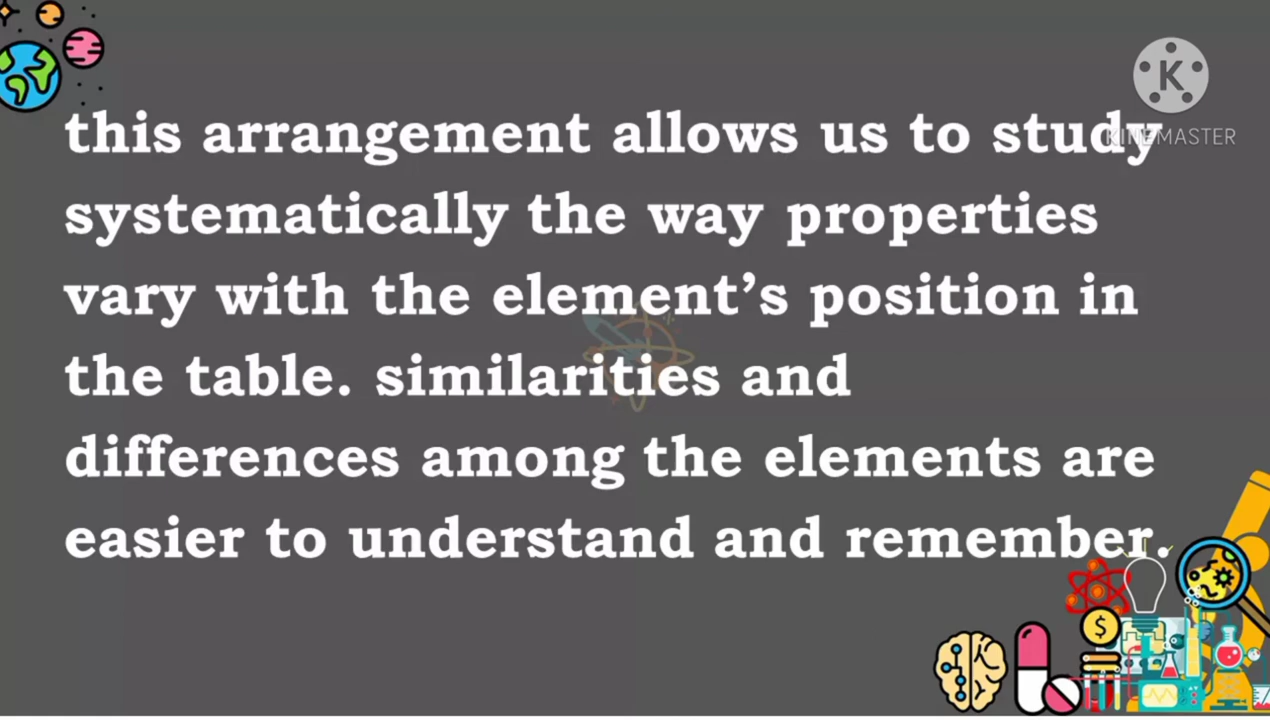 K
KINEMASTER
this arrangement allows us to study
systematically the way properties
vary with the element’s position in
the table. similarities and
differences among the elements are
easier to understand and remember.
$